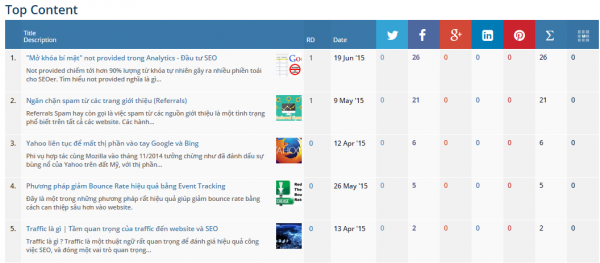 Top Content
Title
Description
RD
Date
Σ
1.
"Mở khóa bí mật" not provided trong Analytics - Đầu tư SEO
Not provided chiếm tới hơn 90% lượng từ khóa tự nhiên gây ra nhiều phiền toái
cho SEOer. Tìm hiểu not provided nghĩa là gì...
1
19 Jun '15
0
26
0
0
0
26
0
2.
Ngăn chặn spam từ các trang giới thiệu (Referrals)
Referrals Spam hay còn gọi là việc spam từ các nguồn giới thiệu là một tình trạng
phổ biến trên tất cả các website. Các hành...
1
9 May '15
0
21
0
0
0
21
0
3.
Yahoo liên tục để mất thị phần vào tay Google và Bing
Phi vụ hợp tác cùng Mozilla vào tháng 11/2014 tưởng chừng như đã đánh dấu sự
bùng nổ của Yahoo trên đất Mỹ, với thị phần...
0
12 Apr '15
0
6
0
0
0
6
0
4.
Phương pháp giảm Bounce Rate hiệu quả bằng Event Tracking
Đây là một trong những phương pháp rất hiệu quả giúp giảm bounce rate bằng
cách can thiệp sâu hơn vào website.
0
26 May '15
0
5
0
0
0
5
0
5.
Traffic là gì | Tầm quan trọng của traffic đến website và SEO
Traffic là gì ? Traffic là một thuật ngữ rất quan trọng để đánh giá hiệu quả công
việc SEO, và đóng một vai trò quan trọng...
0
13 Apr '15
0
2
0
0
0
2
0